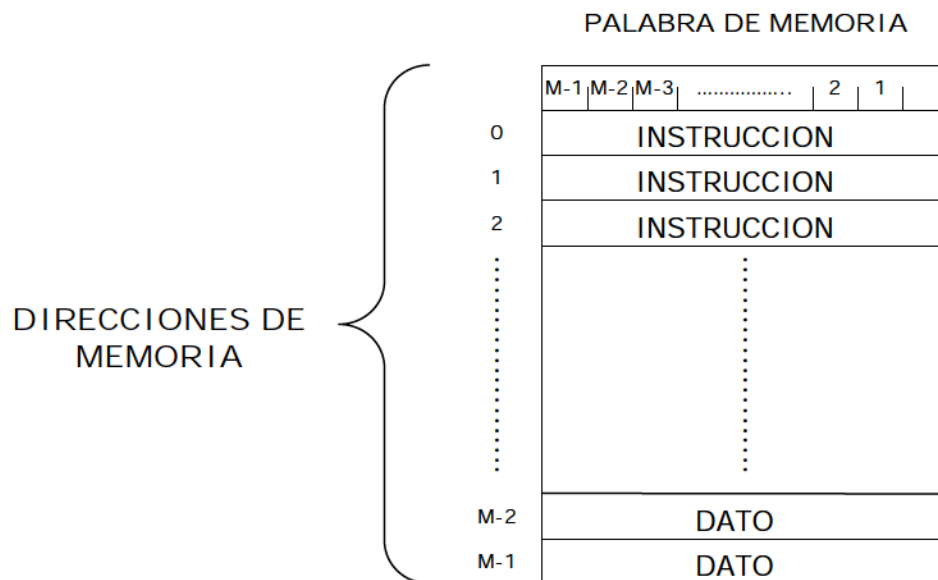 PALABRA DE MEMORIA
M-1 M-2 M-3 ................ 2 1
0 INSTRUCCION
1 INSTRUCCION
2 INSTRUCCION
DIRECCIONES DE
MEMORIA
M-2 DATO
M-1 DATO